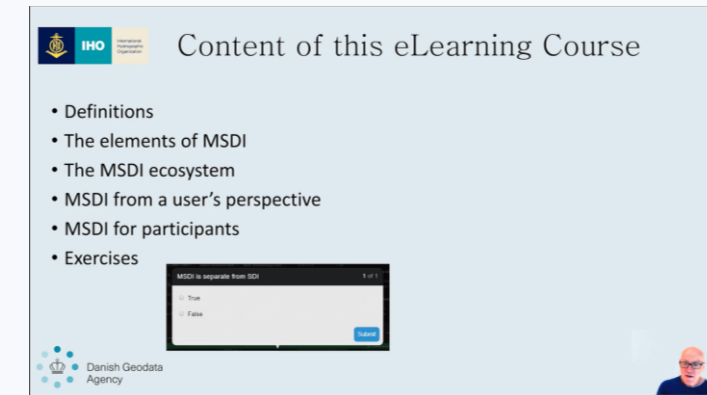 IHO
International
Hydrographic
Organization
Content of this eLearning Course
• Definitions
• The elements of MSDI
• The MSDI ecosystem
• MSDI from a user’s perspective
• MSDI for participants
• Exercises
MSDI is separate from SDI 1 of 1
True
False
Submit
Danish Geodata
Agency